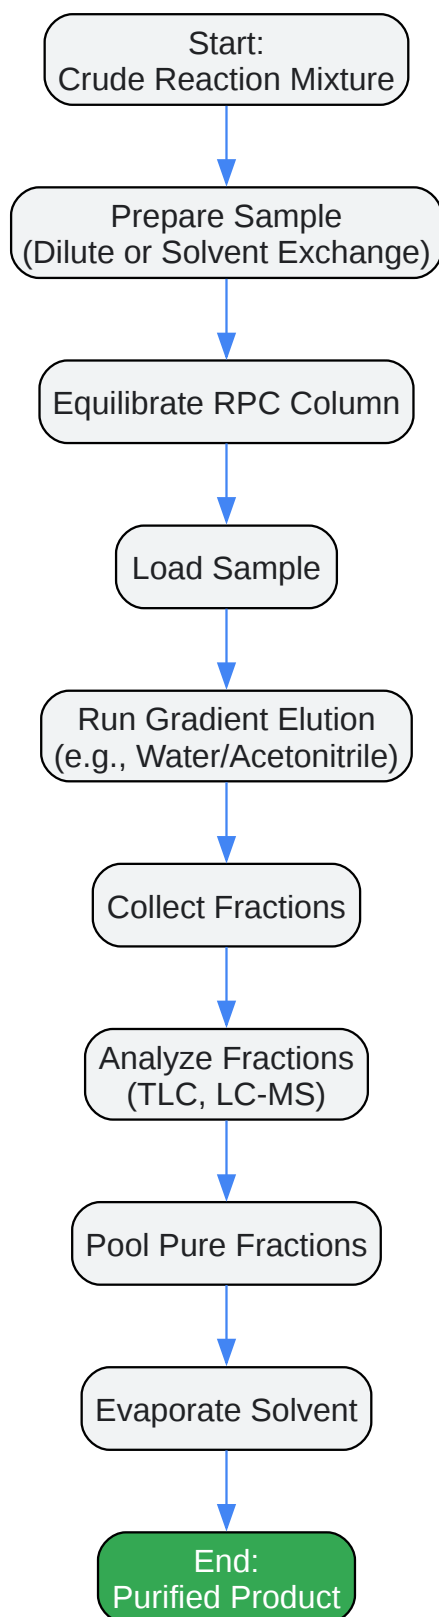 Start:
Crude Reaction Mixture
Prepare Sample
(Dilute or Solvent Exchange)
Equilibrate RPC Column
Load Sample
Run Gradient Elution
(e.g., Water/Acetonitrile)
Collect Fractions
Analyze Fractions
(TLC, LC-MS)
Pool Pure Fractions
Evaporate Solvent
End:
Purified Product